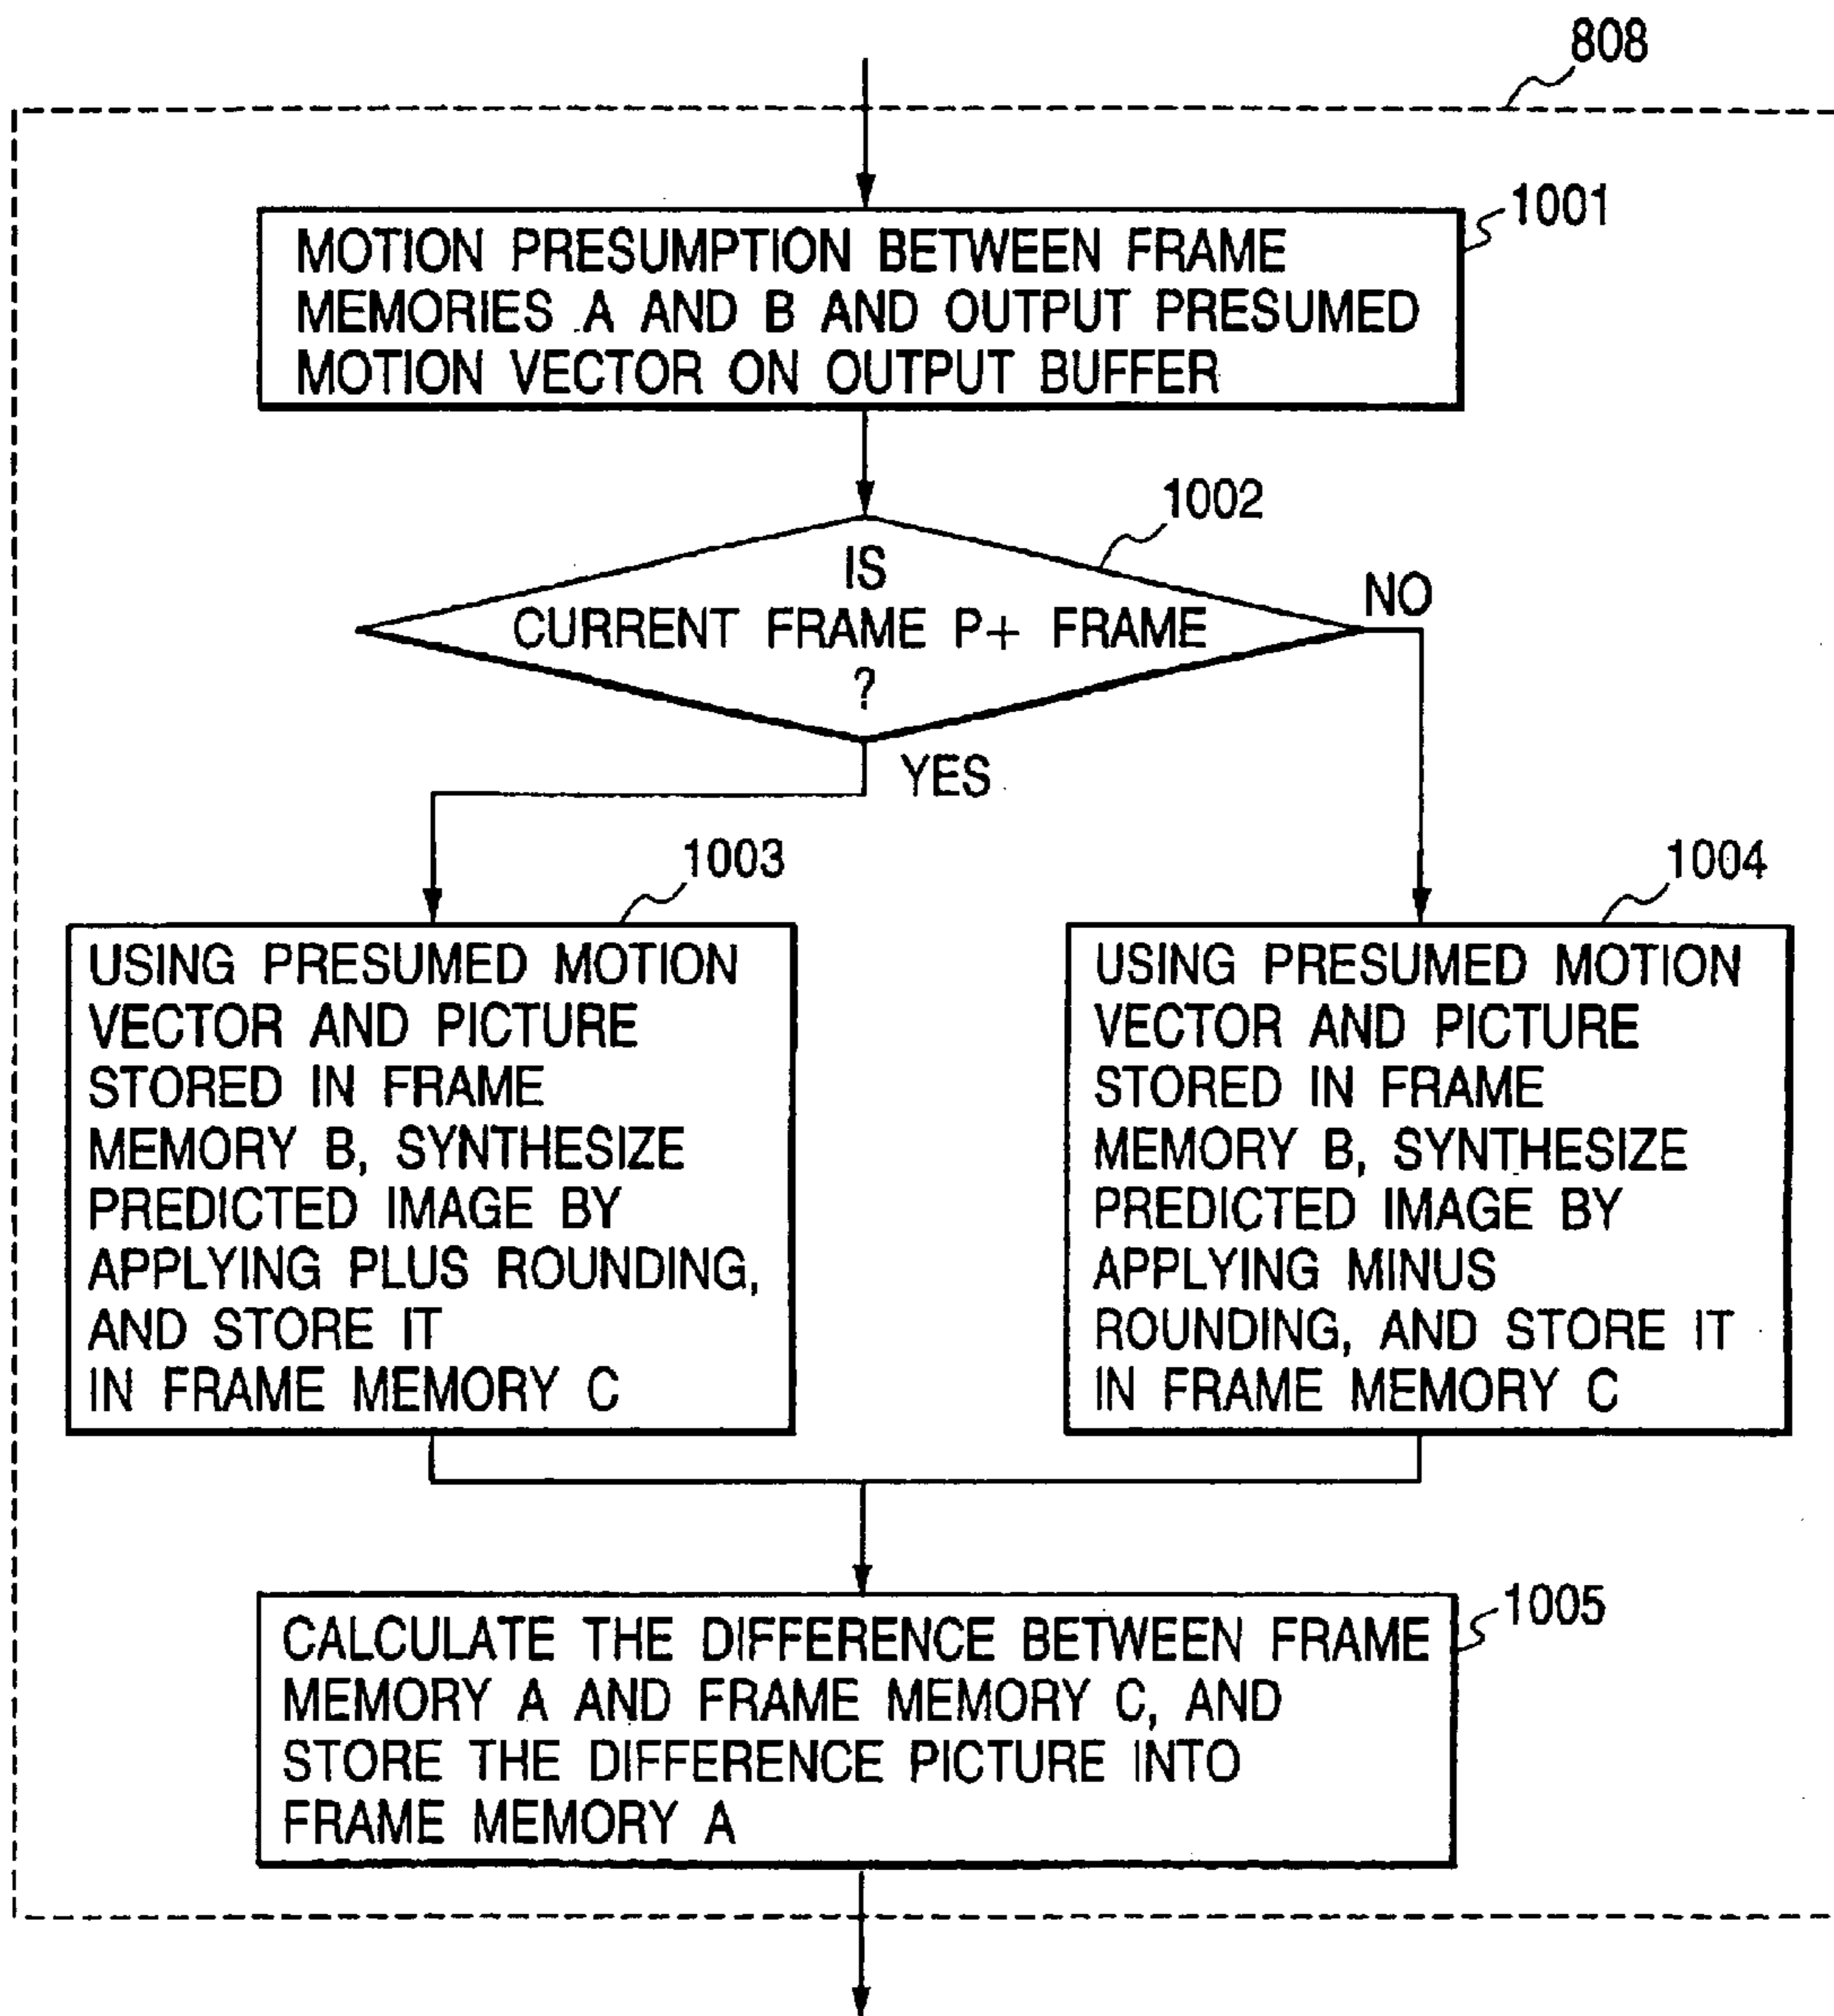 808
1001
MOTION PRESUMPTION BETWEEN FRAME
MEMORIES A AND B AND OUTPUT PRESUMED
MOTION VECTOR ON OUTPUT BUFFER
1002
IS
CURRENT FRAME P+ FRAME
?
NO
YES
1003
USING PRESUMED MOTION
VECTOR AND PICTURE
STORED IN FRAME
MEMORY B, SYNTHESIZE
PREDICTED IMAGE BY
APPLYING PLUS ROUNDING,
AND STORE IT
IN FRAME MEMORY C
1004
USING PRESUMED MOTION
VECTOR AND PICTURE
STORED IN FRAME
MEMORY B, SYNTHESIZE
PREDICTED IMAGE BY
APPLYING MINUS
ROUNDING, AND STORE IT
IN FRAME MEMORY C
1005
CALCULATE THE DIFFERENCE BETWEEN FRAME
MEMORY A AND FRAME MEMORY C, AND
STORE THE DIFFERENCE PICTURE INTO
FRAME MEMORY A